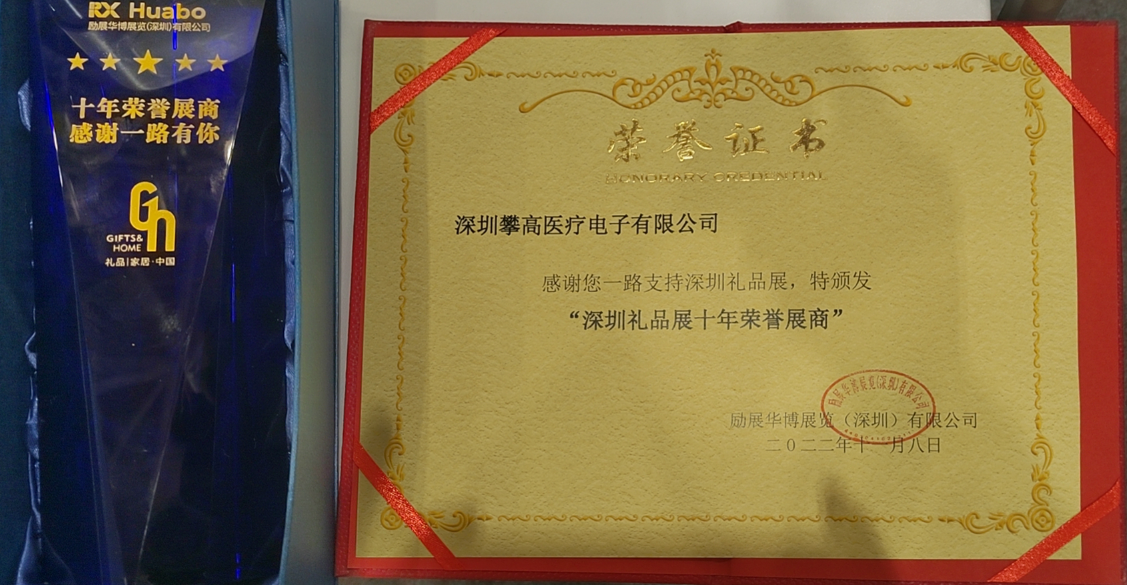 RX Huabo
励展华博展览(深圳)有限公司
十年荣誉展商
感谢一路有你
Gh
GIFTS&
HOME
礼品|家居·中国
荣誉证书
HONORARY CREDENTIAL
深圳攀高医疗电子有限公司
感谢您一路支持深圳礼品展，特颁发
“深圳礼品展十年荣誉展商”
励展华博展览（深圳）有限公司
二0二二年十一月八日